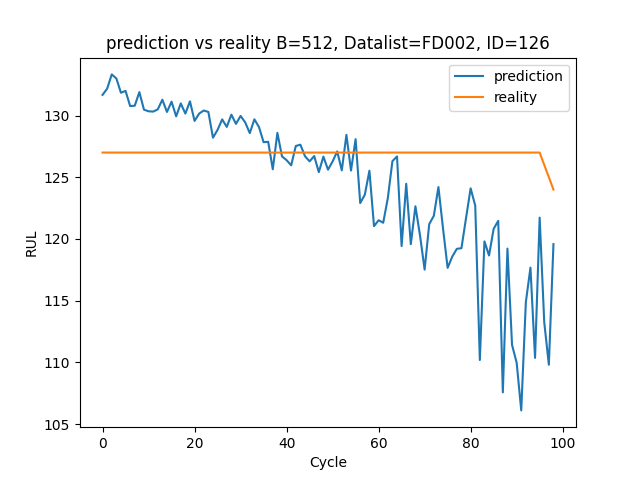 prediction vs reality B=512, Datalist=FD002, ID=126
prediction
reality
RUL
130
125
120
115
110
105
0 20 40 60 80 100
Cycle